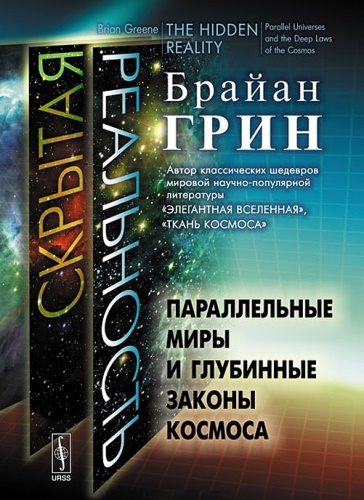 Brian Greene
THE HIDDEN
REALITY
Parallel Universes
and the Deep Laws
of the Cosmos
СКРЫТАЯ
РЕАЛЬНОСТЬ
Брайан
ГРИН
Автор классических шедевров
мировой научно-популярной
литературы
«ЭЛЕГАНТНАЯ ВСЕЛЕННАЯ»,
«ТКАНЬ КОСМОСА»
ПАРАЛЛЕЛЬНЫЕ
МИРЫ
И ГЛУБИННЫЕ
ЗАКОНЫ
КОСМОСА
URSS